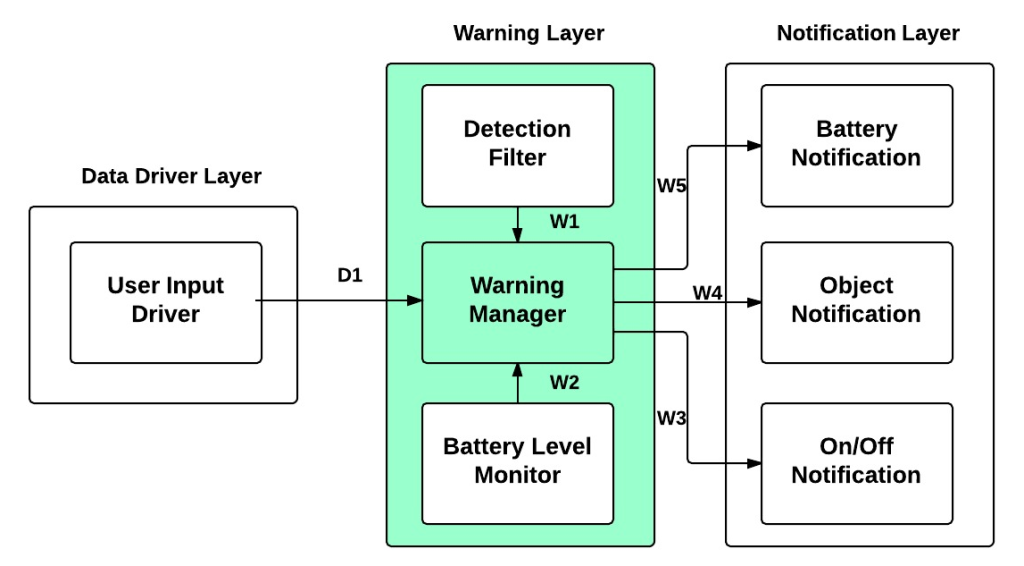 Warning Layer
Notification Layer
Data Driver Layer
Detection
Filter
Battery
Notification
W5
W1
User Input
Driver
D1
Warning
Manager
W4
Object
Notification
W2
W3
Battery Level
Monitor
On/Off
Notification